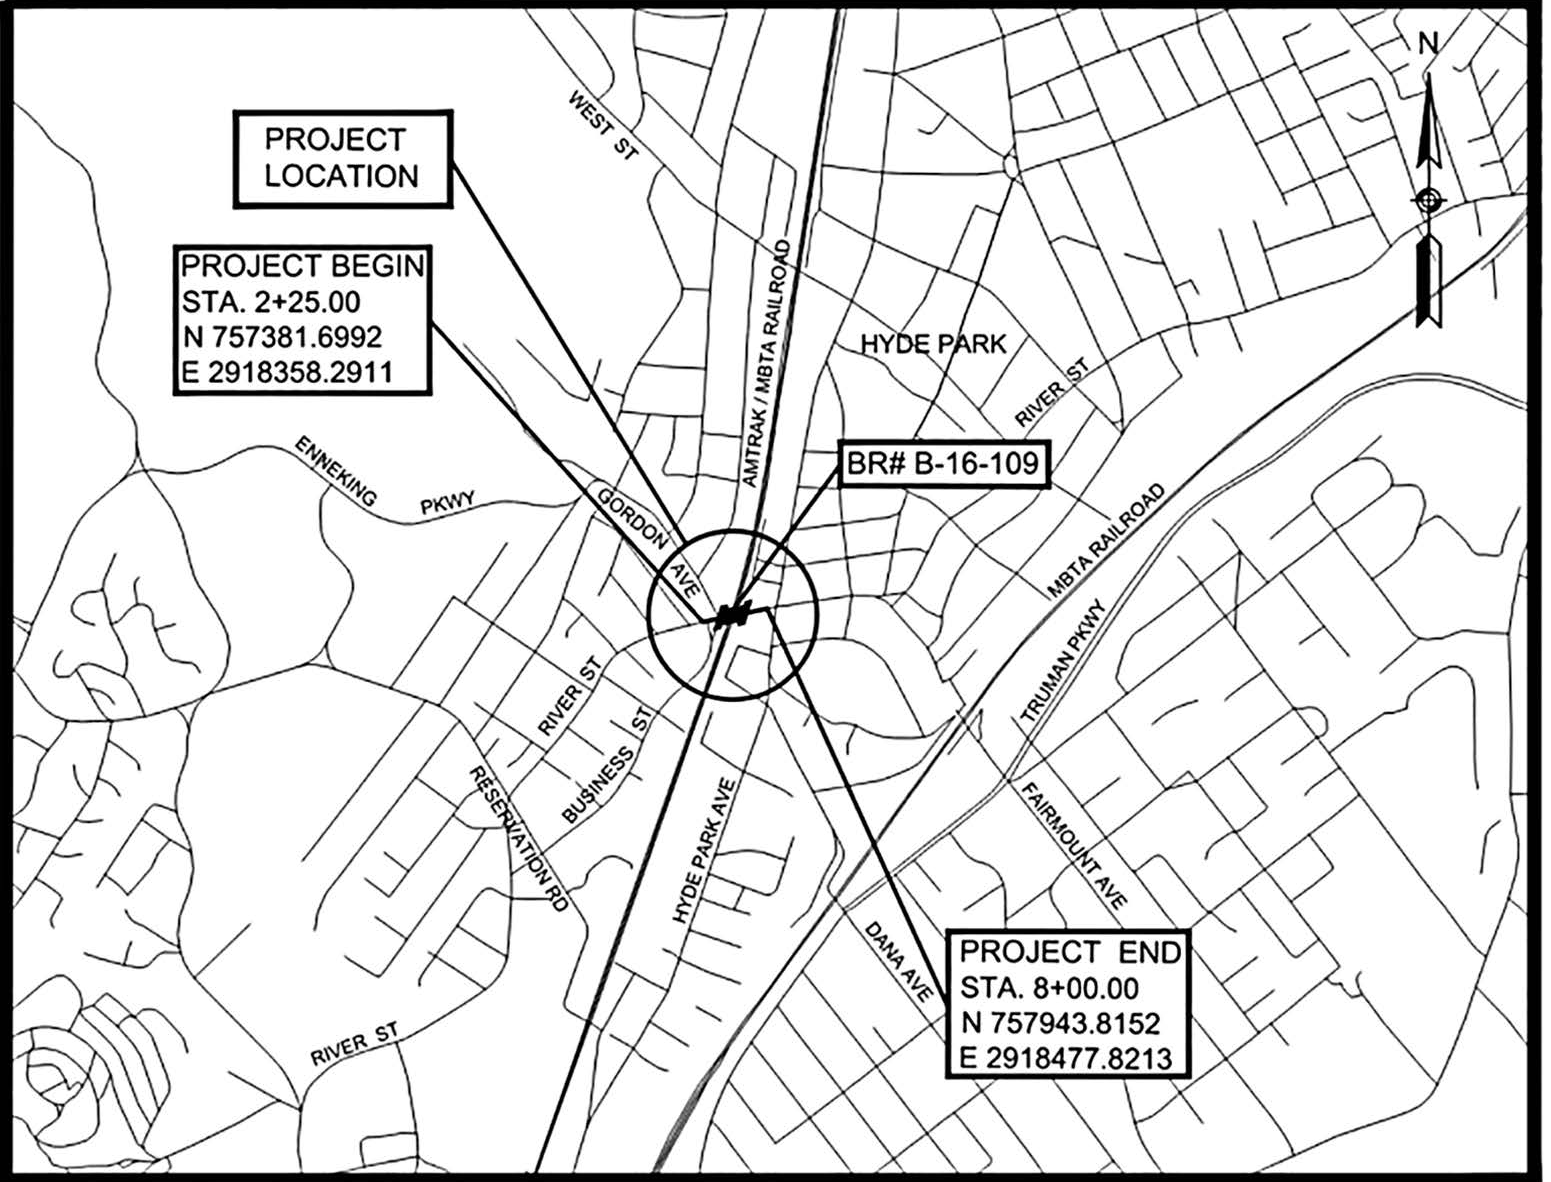 N
WEST ST
PROJECT
LOCATION
PROJECT BEGIN
STA. 2+25.00
N 757381.6992
E 2918358.2911
AMTRAK / MBTA RAILROAD
HYDE PARK
RIVER ST
BR# B-16-109
ENNEKING PKWY
GORDON AVE
MBTA RAILROAD
TRUMAN PKWY
RIVER ST
BUSINESS ST
RESERVATION RD
HYDE PARK AVE
FAIRMOUNT AVE
DANA AVE
PROJECT END
STA. 8+00.00
N 757943.8152
E 2918477.8213
RIVER ST